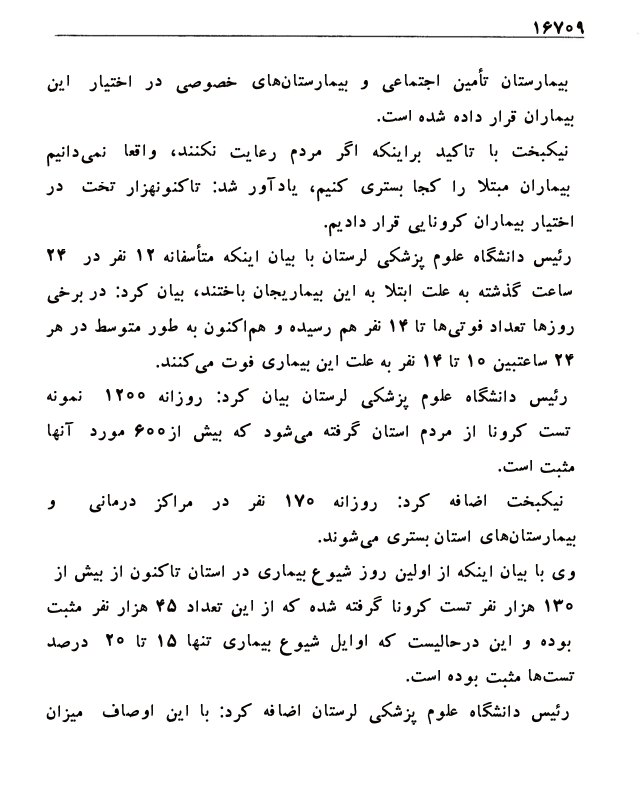 ۱۶۷۰۹
بیمارستان تأمین اجتماعی و بیمارستان‌های خصوصی در اختیار این
بیماران قرار داده شده است.
نیکبخت با تاکید براینکه اگر مردم رعایت نکنند، واقعا نمی‌دانیم
بیماران مبتلا را کجا بستری کنیم، یادآور شد: تاکنونهزار تخت در
اختیار بیماران کرونایی قرار دادیم.
رئیس دانشگاه علوم پزشکی لرستان با بیان اینکه متأسفانه ۱۲ نفر در ۲۴
ساعت گذشته به علت ابتلا به این بیماریجان باختند، بیان کرد: در برخی
روزها تعداد فوتی‌ها تا ۱۴ نفر هم رسیده و هم‌اکنون به طور متوسط در هر
۲۴ ساعتبین ۱۰ تا ۱۴ نفر به علت این بیماری فوت می‌کنند.
رئیس دانشگاه علوم پزشکی لرستان بیان کرد: روزانه ۱۲۰۰ نمونه
تست کرونا از مردم استان گرفته می‌شود که بیش از۶۰۰ مورد آنها
مثبت است.
نیکبخت اضافه کرد: روزانه ۱۷۰ نفر در مراکز درمانی و
بیمارستان‌های استان بستری می‌شوند.
وی با بیان اینکه از اولین روز شیوع بیماری در استان تاکنون از بیش از
۱۳۰ هزار نفر تست کرونا گرفته شده که از این تعداد ۴۵ هزار نفر مثبت
بوده و این درحالیست که اوایل شیوع بیماری تنها ۱۵ تا ۲۰ درصد
تست‌ها مثبت بوده است.
رئیس دانشگاه علوم پزشکی لرستان اضافه کرد: با این اوصاف میزان